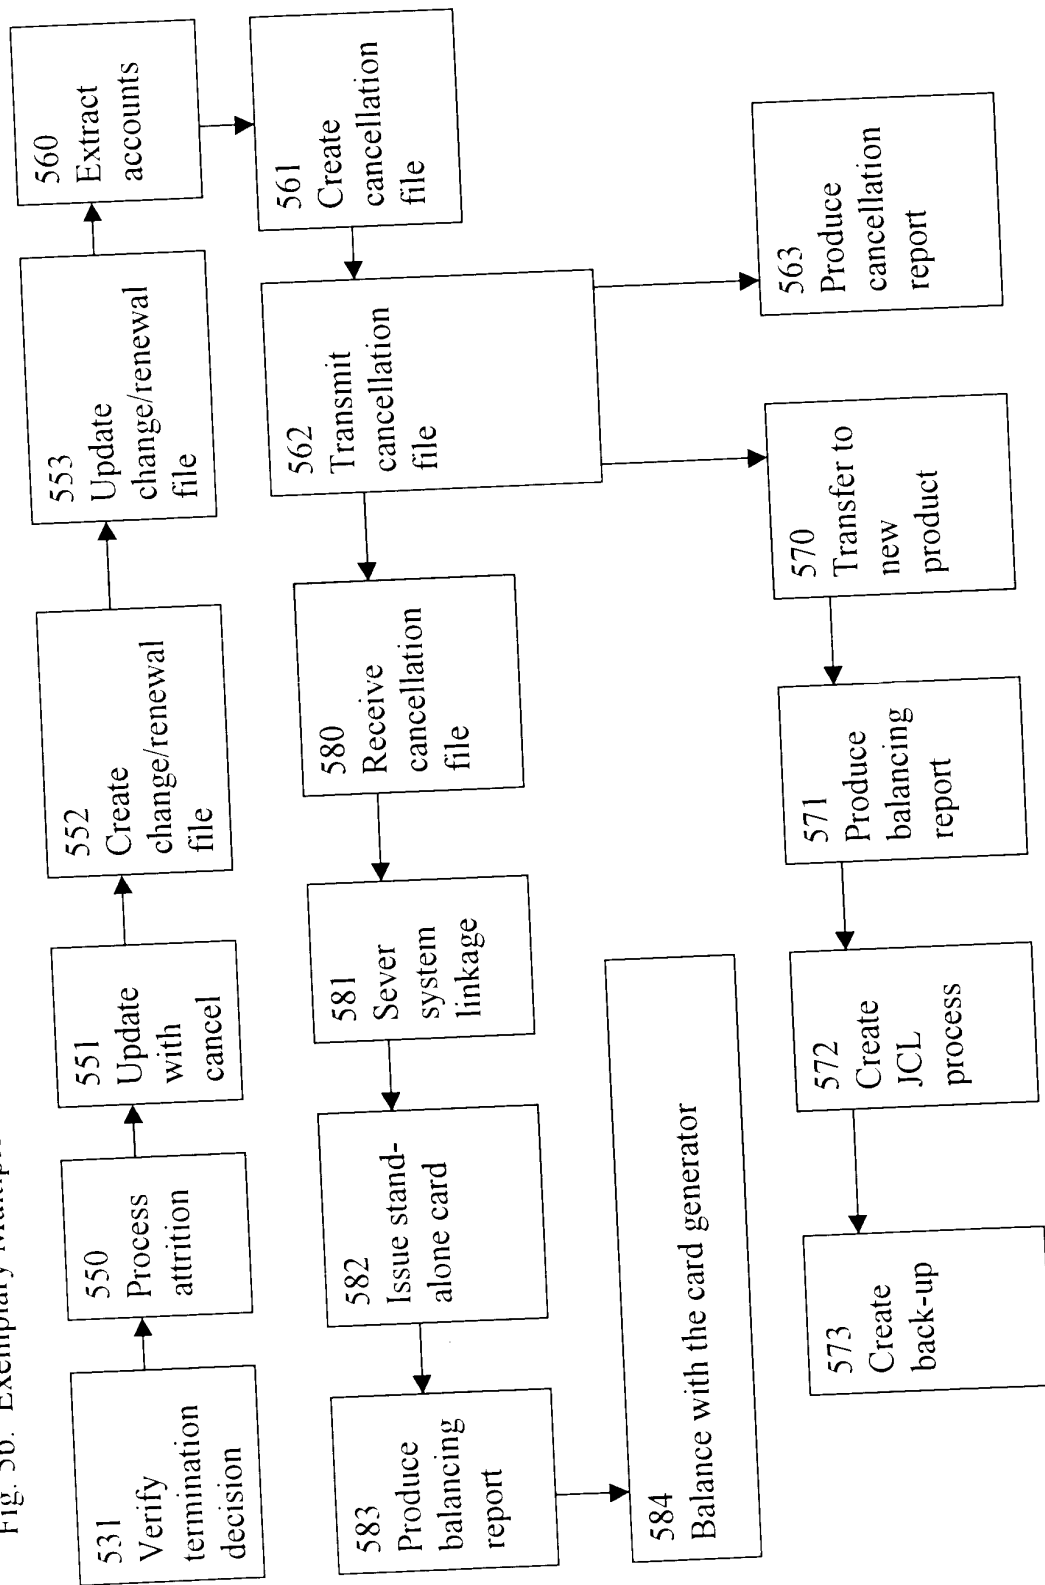 Fig. 5b. Exemplary
531
Verify
termination
decision
550
Process
attrition
551
Update
with
cancel
552
Create
change/renewal
file
553
Update
change/renewal
file
560
Extract
accounts
583
Produce
balancing
report
582
Issue stand-
alone card
581
Sever
system
linkage
580
Receive
cancellation
file
562
Transmit
cancellation
file
561
Create
cancellation
file
584
Balance with the card generator
573
Create
back-up
572
Create
JCL
process
571
Produce
balancing
report
570
Transfer to
new
product
563
Produce
cancellation
report